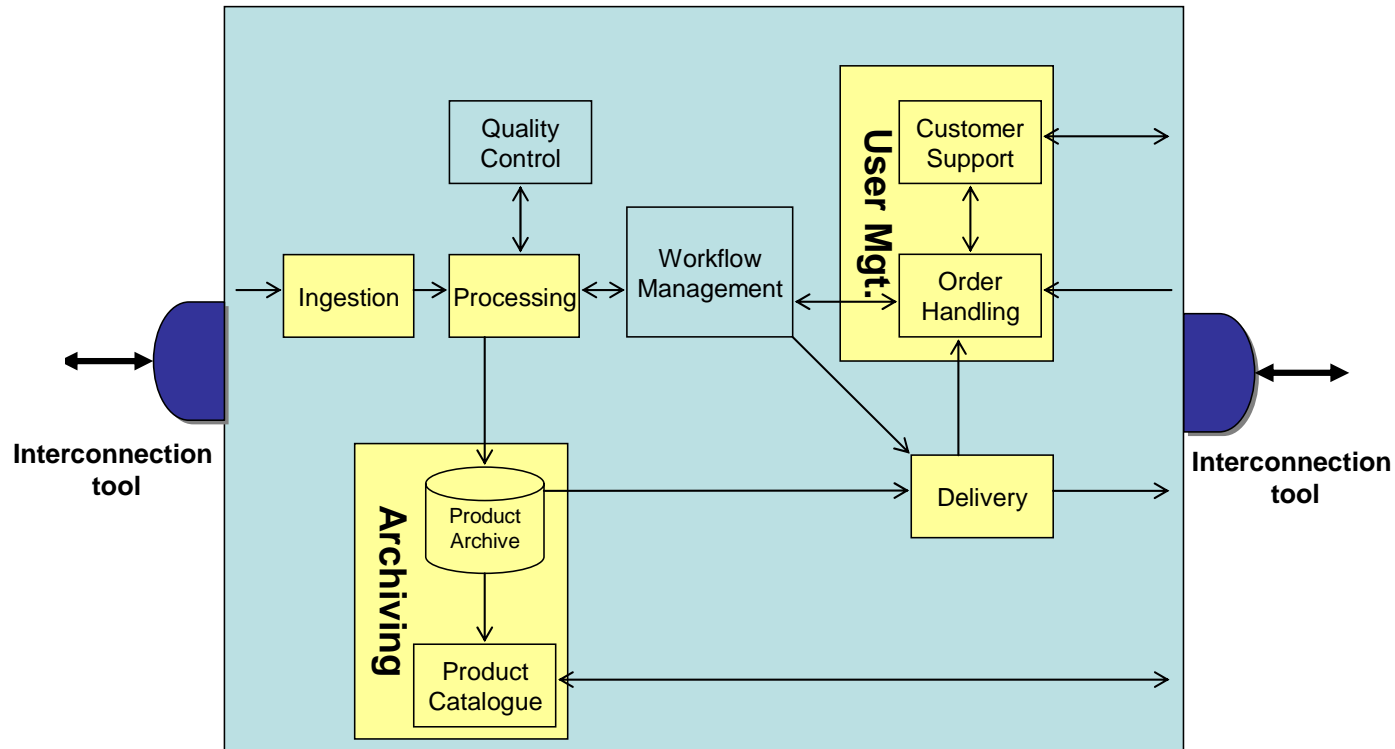 Quality
Control
User Mgt.
Customer
Support
Ingestion
Processing
Workflow
Management
Order
Handling
Interconnection
tool
Interconnection
tool
Archiving
Product
Archive
Delivery
Product
Catalogue